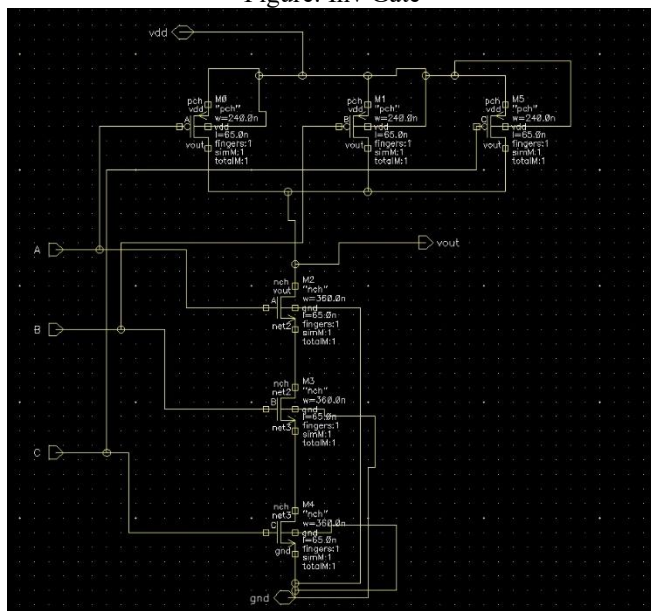 Figure: Inv Gate
vdd
pch
vdd
A
vout
M0
"pch"
w=240.0n
vdd
l=65.0n
fingers:1
simM:1
totalM:1
pch
vdd
B
vout
M1
"pch"
w=240.0n
vdd
l=65.0n
fingers:1
simM:1
totalM:1
pch
vdd
C
vout
M5
"pch"
w=240.0n
vdd
l=65.0n
fingers:1
simM:1
totalM:1
A
vout
nch
vout
A
net2
M2
"nch"
w=360.0n
gnd
l=65.0n
fingers:1
simM:1
totalM:1
B
nch
net2
B
net3
M3
"nch"
w=360.0n
gnd
l=65.0n
fingers:1
simM:1
totalM:1
C
nch
net3
C
gnd
M4
"nch"
w=360.0n
gnd
l=65.0n
fingers:1
simM:1
totalM:1
gnd